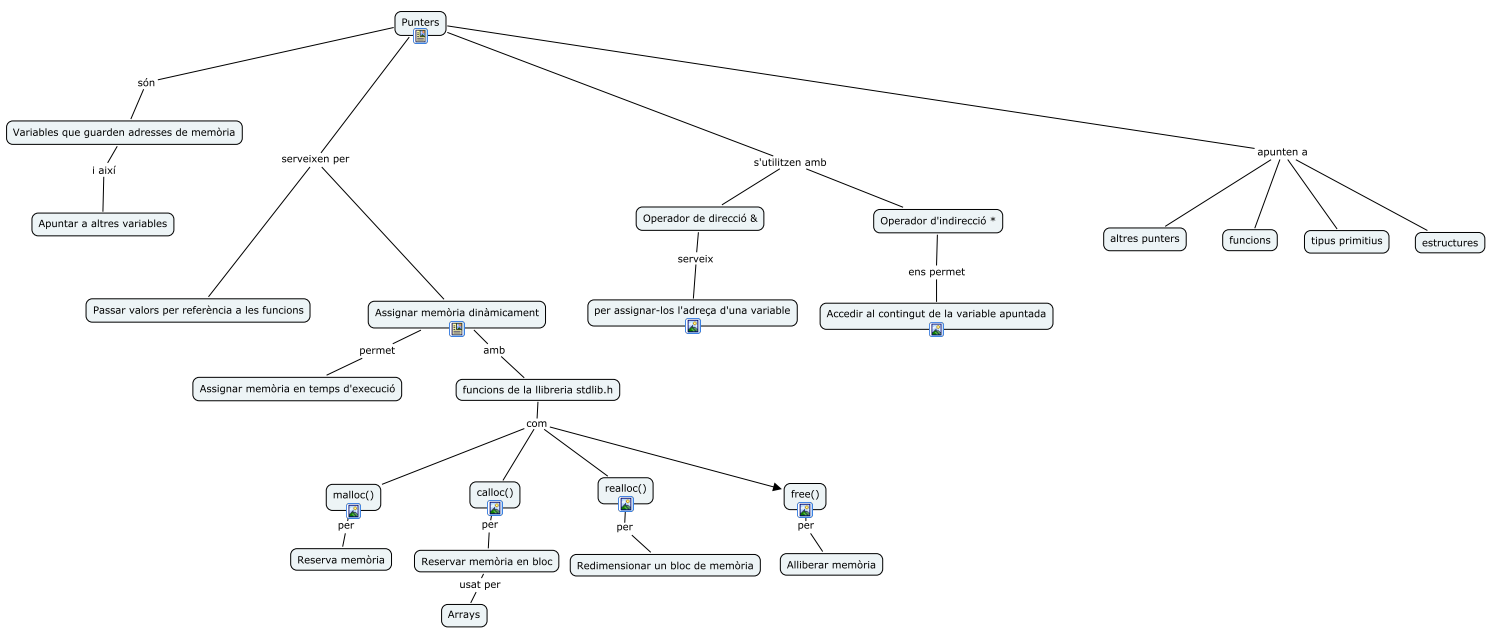 Punters
són
Variables que guarden adresses de memòria
i així
Apuntar a altres variables
serveixen per
Passar valors per referència a les funcions
Assignar memòria dinàmicament
permet
Assignar memòria en temps d'execució
amb
funcions de la llibreria stdlib.h
com
malloc()
per
Reserva memòria
calloc()
per
Reservar memòria en bloc
usat per
Arrays
realloc()
per
Redimensionar un bloc de memòria
free()
per
Alliberar memòria
s'utilitzen amb
Operador de direcció &
serveix
per assignar-los l'adreça d'una variable
Operador d'indirecció *
ens permet
Accedir al contingut de la variable apuntada
apunten a
altres punters
funcions
tipus primitius
estructures